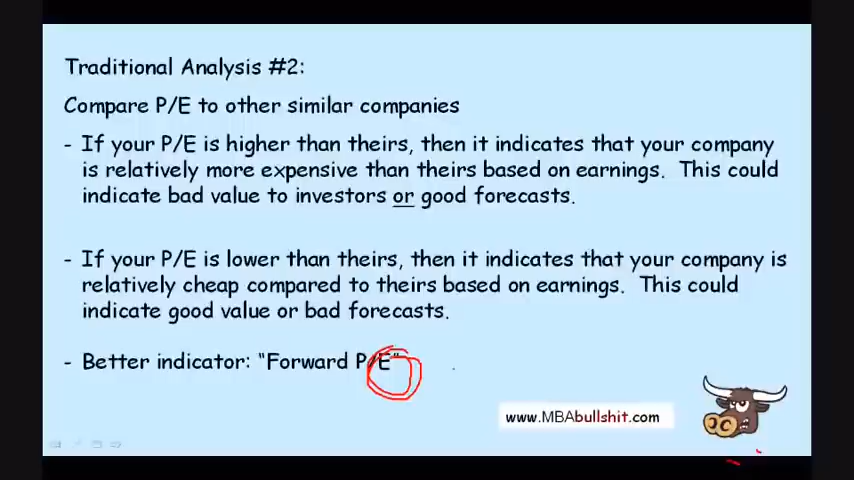 Traditional Analysis #2:
Compare P/E to other similar companies
- If your P/E is higher than theirs, then it indicates that your company
is relatively more expensive than theirs based on earnings. This could
indicate bad value to investors or good forecasts.
- If your P/E is lower than theirs, then it indicates that your company is
relatively cheap compared to theirs based on earnings. This could
indicate good value or bad forecasts.
- Better indicator: “Forward P/E”
www.MBAbullshit.com